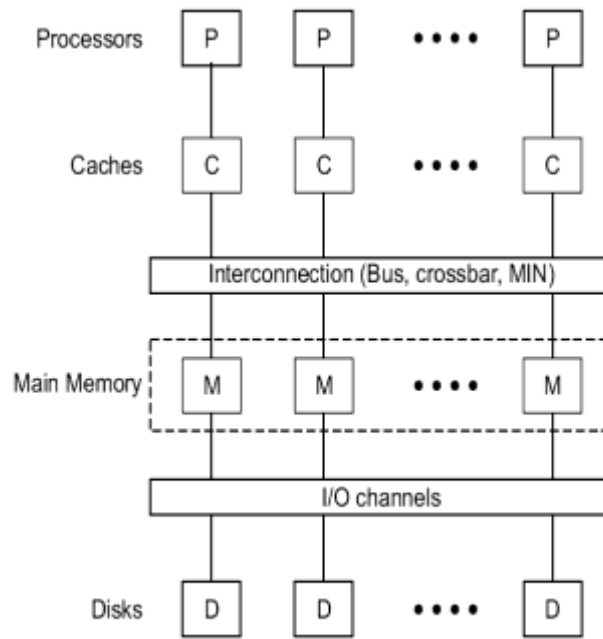 Processors P P •••• P
Caches C C •••• C
Interconnection (Bus, crossbar, MIN)
Main Memory M M •••• M
I/O channels
Disks D D •••• D